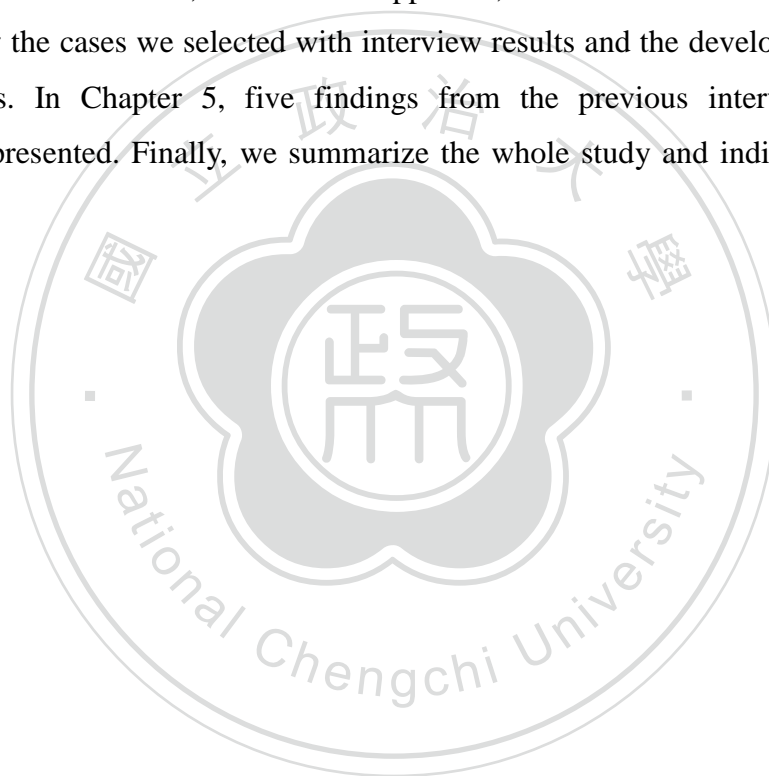 the cases we selected with interview results and the develo
s. In Chapter 5, five findings from the previous inter
presented. Finally, we summarize the whole study and indi
國立政治大學
政
National Chengchi University